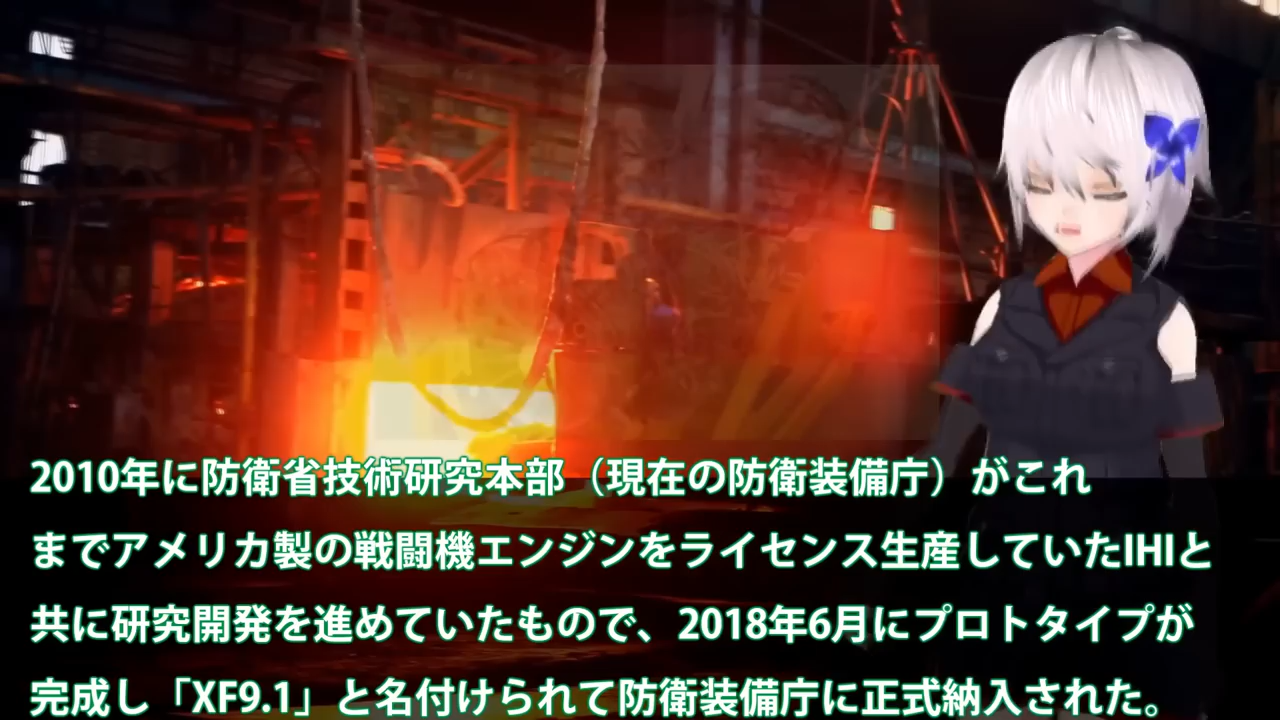 2010年に防衛省技術研究本部（現在の防衛装備庁）がこれ
までアメリカ製の戦闘機エンジンをライセンス生産していたIHIと
共に研究開発を進めていたもので、2018年6月にプロトタイプが
完成し「XF9.1」と名付けられて防衛装備庁に正式納入された。